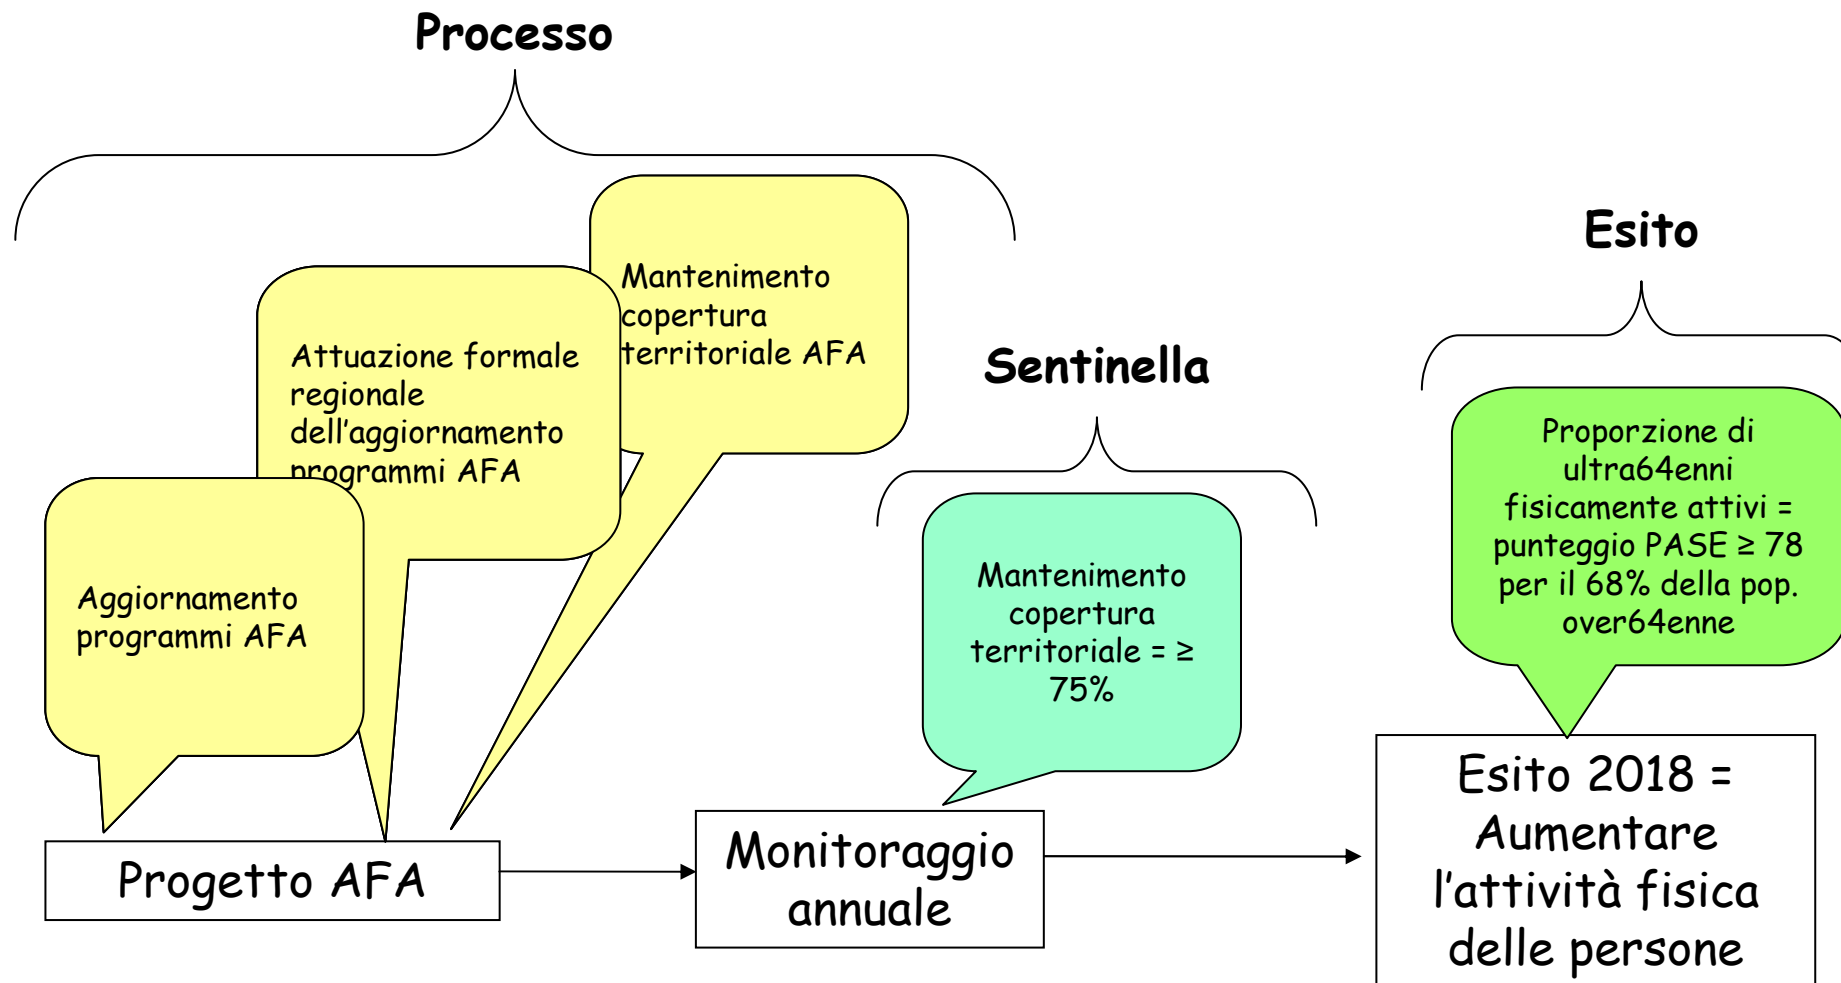 Processo
Mantenimento
copertura
territoriale AFA
Attuazione formale
regionale
dell'aggiornamento
programmi AFA
Aggiornamento
programmi AFA
Progetto AFA
Sentinella
Mantenimento
copertura
territoriale = ≥
75%
Monitoraggio
annuale
Esito
Proporzione di
ultra64enni
fisicamente attivi =
punteggio PASE ≥ 78
per il 68% della pop.
over64enne
Esito 2018 =
Aumentare
l'attività fisica
delle persone